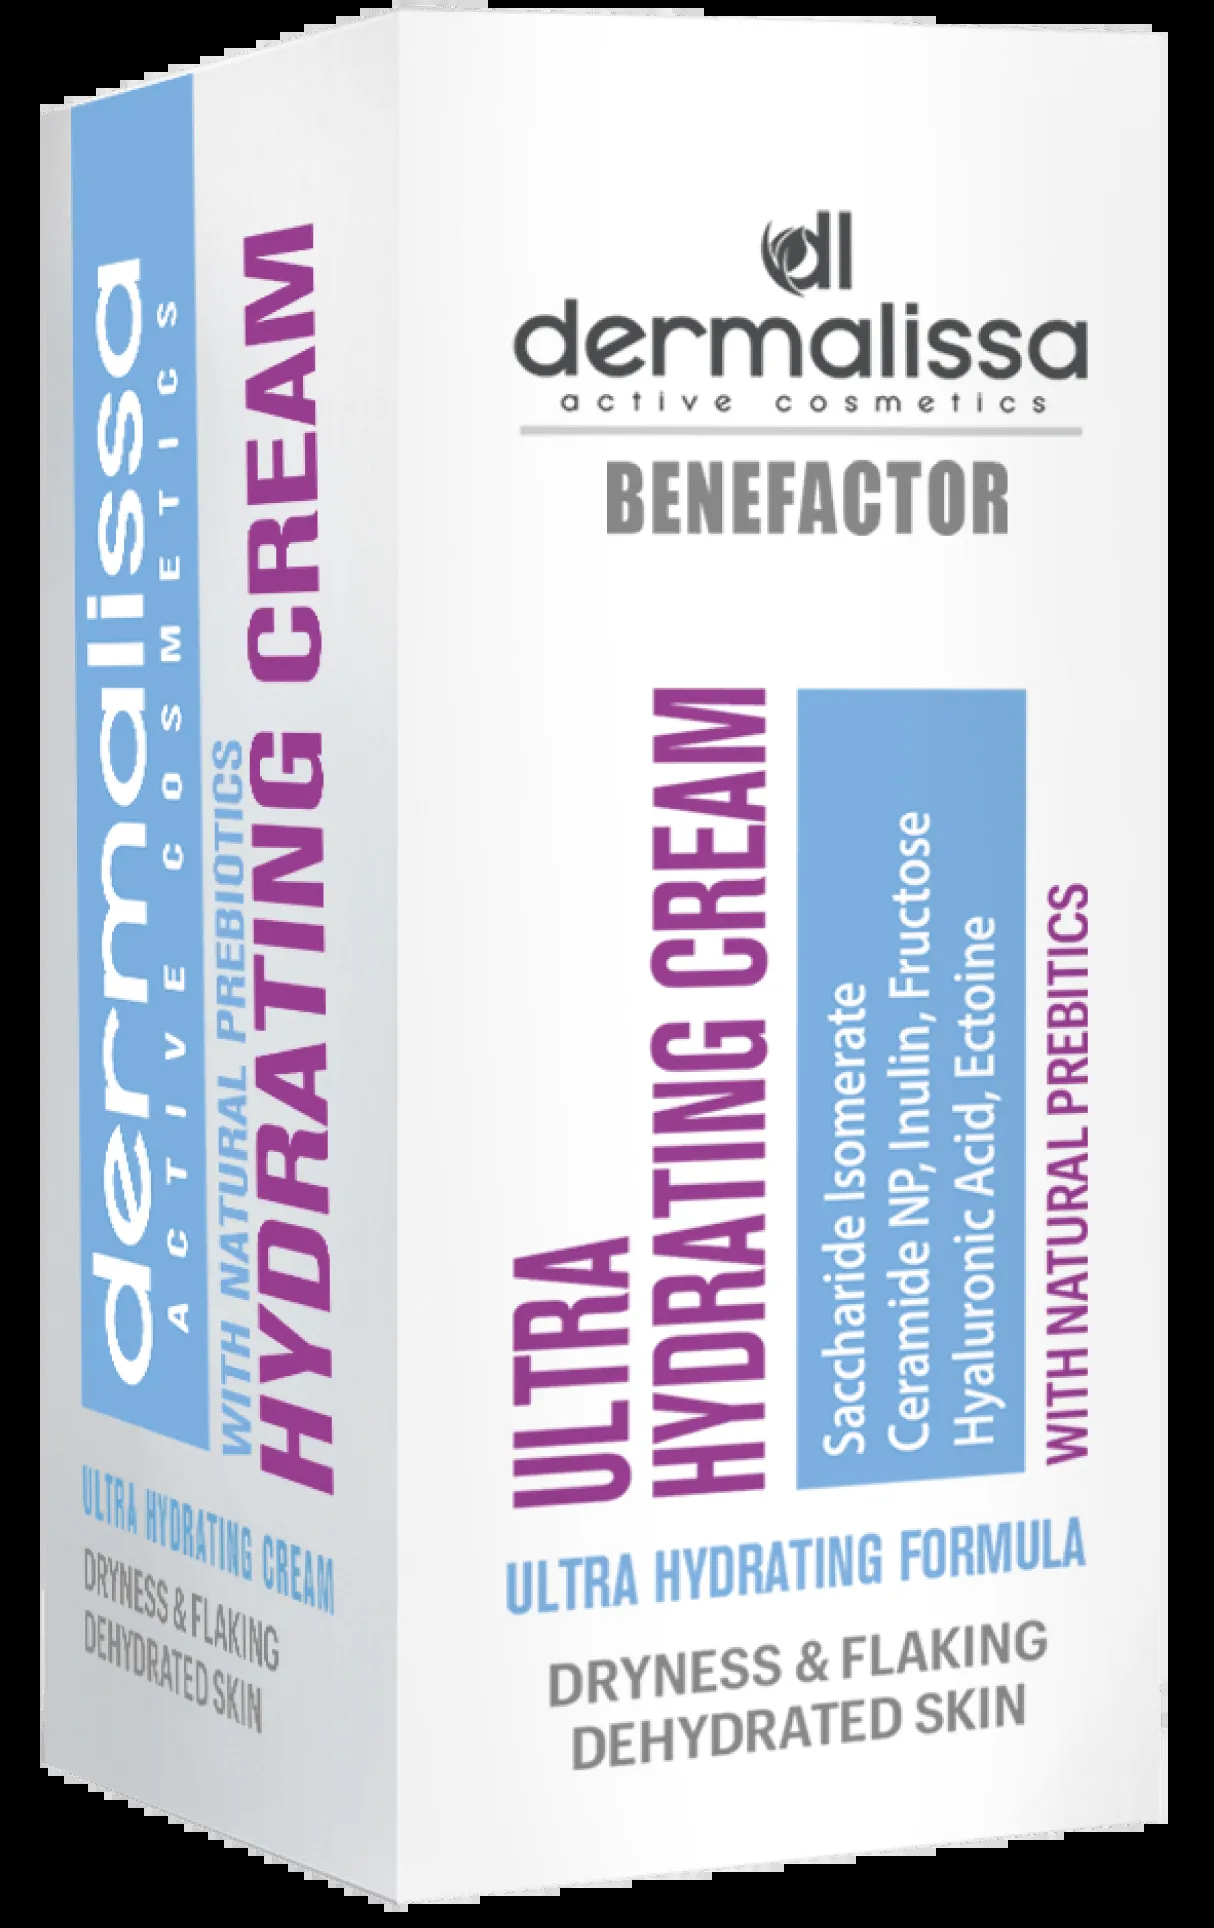 dl
dermalissa
active cosmetics
BENEFACTOR
ULTRA
HYDRATING CREAM
Saccharide Isomerate
Ceramide NP, Inulin, Fructose
Hyaluronic Acid, Ectoine
WITH NATURAL PREBITICS
ULTRA HYDRATING FORMULA
DRYNESS & FLAKING
DEHYDRATED SKIN
dermalissa
ACTIVE COSMETICS
WITH NATURAL PREBIOTICS
HYDRATING CREAM
ULTRA HYDRATING CREAM
DRYNESS & FLAKING
DEHYDRATED SKIN